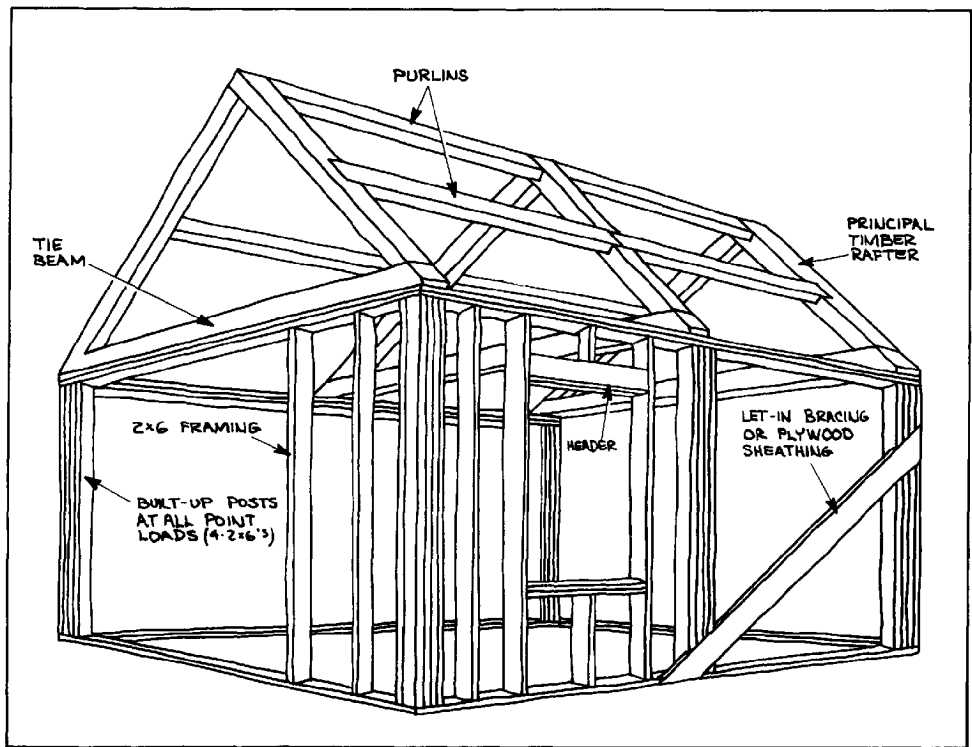 PURLINS
PRINCIPAL
TIMBER
RAFTER
TIE
BEAM
2×6 FRAMING
HEADER
LET-IN BRACING
OR PLYWOOD
SHEATHING
BUILT-UP POSTS
AT ALL POINT
LOADS (4-2×6's)